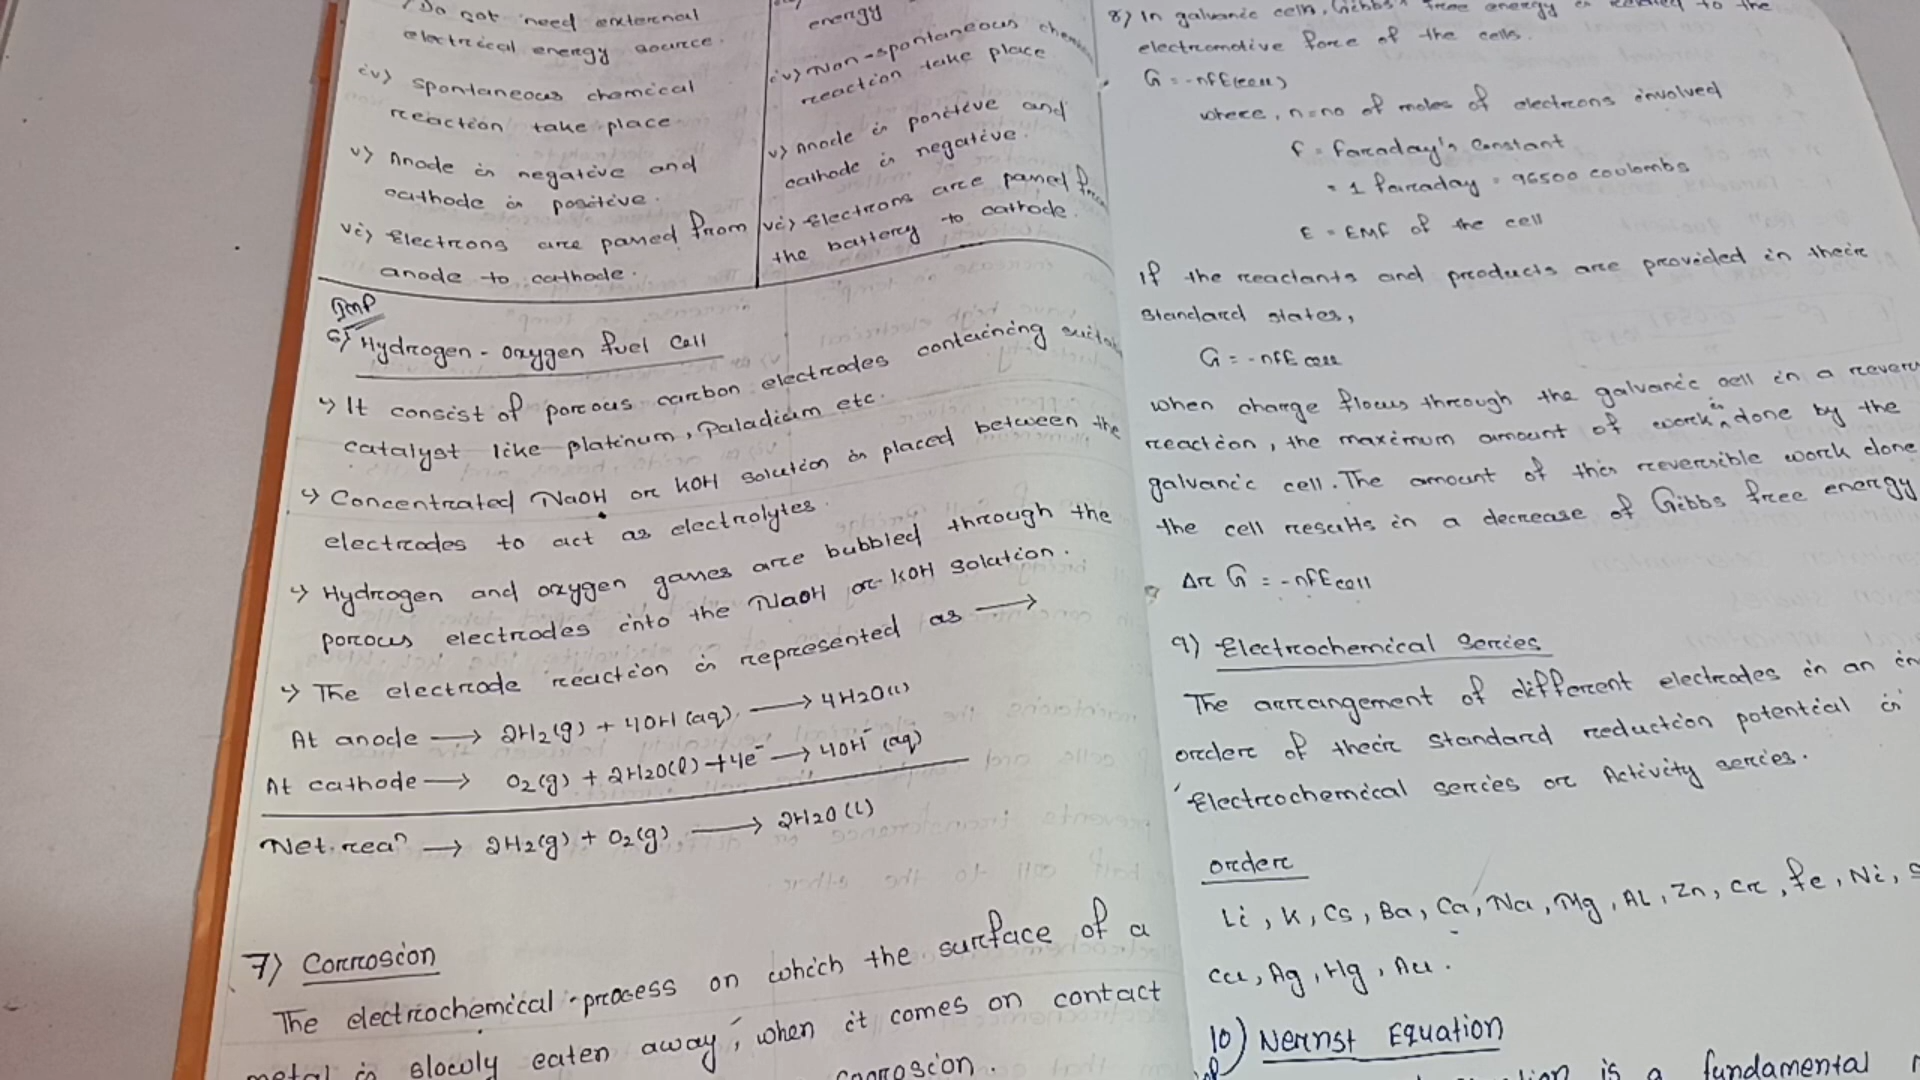 Do not need external
electrical energy source.
iv) spontaneous chemical
reaction take place
v) Anode is negative and
cathode is positive.
vi) Electrons are passed from
anode to cathode.
energy
iv) Non-spontaneous
reaction take place
v) Anode is positive and
cathode is negative.
vi) Electrons are passed from
the battery to cathode.
Imp
6) Hydrogen - oxygen fuel cell
↳ It consist of porous carbon electrodes containing
catalyst like platinum, Paladium etc.
↳ Concentrated NaOH or KOH solution is placed between the
electrodes to act as electrolytes.
↳ Hydrogen and oxygen gasses are bubbled through the
porous electrodes into the NaOH or KOH solution.
↳ The electrode reaction is represented as →
At anode → 2H2(g) + 4OH (aq) → 4H2O(l)
At cathode → O2(g) + 2H2O(l) + 4e⁻ → 4OH⁻ (aq)
Net rean → 2H2(g) + O2(g) → 2H2O (l)
7) Corrosion
The electrochemical process on which the surface of a
metal is slowly eaten away, when it comes on contact
corrosion.
8) In galvanic cell, Gibbs free energy is related to the
electromotive force of the cells.
G = -nFE(cell)
where, n = no of moles of electrons involved
F = Faraday's constant
= 1 Faraday = 96500 coulombs
E = EMF of the cell
If the reactants and products are provided in their
standard states,
G = -nFE cell
When charge flows through the galvanic cell in a
reaction, the maximum amount of work is done by the
galvanic cell. The amount of this reversible work done
the cell results in a decrease of Gibbs free energy
Δr G = -nFEcell
9) Electrochemical Series
The arrangement of different electrodes in an
order of their standard reduction potential is
Electrochemical series or Activity series.
order
Li, K, Cs, Ba, Ca, Na, Mg, Al, Zn, Cr, Fe, Ni,
Cu, Ag, Hg, Au.
10) Nernst Equation
is a fundamental